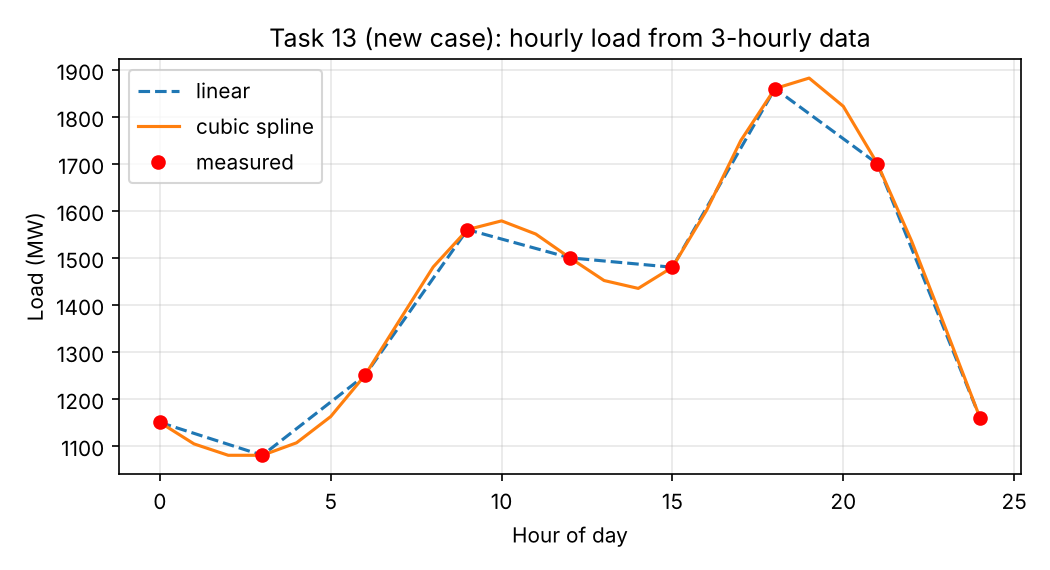 Task 13 (new case): hourly load from 3-hourly data
linear
cubic spline
measured
Load (MW)
1900
1800
1700
1600
1500
1400
1300
1200
1100
0
5
10
15
20
25
Hour of day